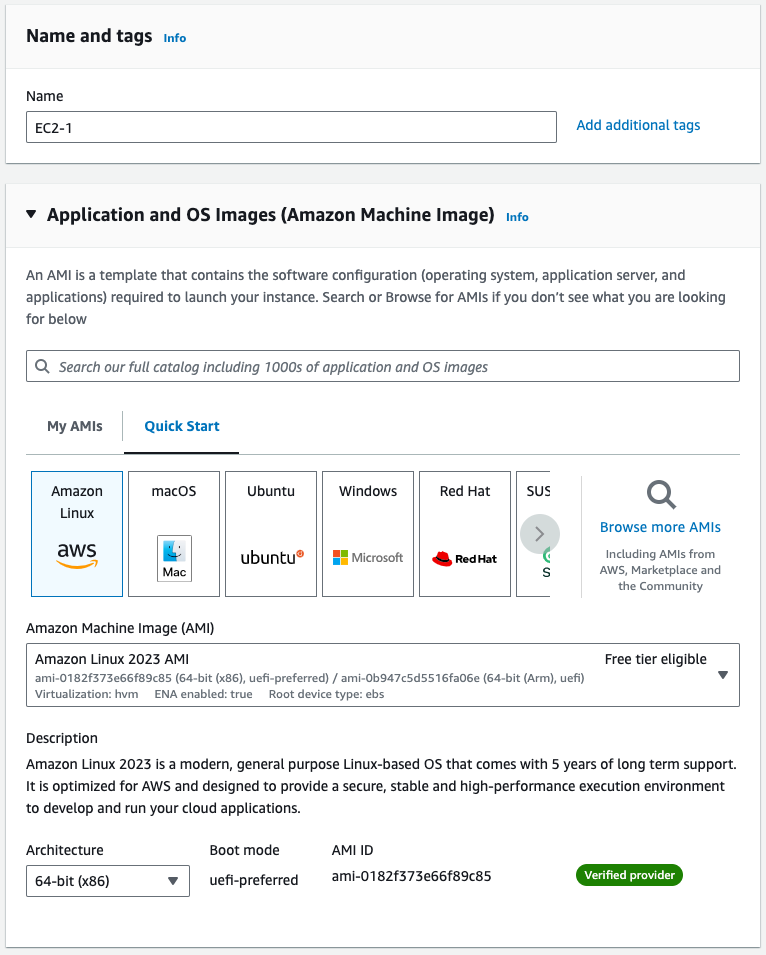 Name and tags Info
Name
EC2-1
Add additional tags
Application and OS Images (Amazon Machine Image) Info
An AMI is a template that contains the software configuration (operating system, application server, and
applications) required to launch your instance. Search or Browse for AMIs if you don’t see what you are looking
for below
Search our full catalog including 1000s of application and OS images
My AMIs
Quick Start
Amazon
Linux
aws
macOS
Mac
Ubuntu
ubuntu
Windows
Microsoft
Red Hat
Red Hat
SUS
S
Browse more AMIs
Including AMIs from
AWS, Marketplace and
the Community
Amazon Machine Image (AMI)
Amazon Linux 2023 AMI
Free tier eligible
ami-0182f373e66f89c85 (64-bit (x86), uefi-preferred) / ami-0b947c5d5516fa06e (64-bit (Arm), uefi)
Virtualization: hvm ENA enabled: true Root device type: ebs
Description
Amazon Linux 2023 is a modern, general purpose Linux-based OS that comes with 5 years of long term support.
It is optimized for AWS and designed to provide a secure, stable and high-performance execution environment
to develop and run your cloud applications.
Architecture
64-bit (x86)
Boot mode
uefi-preferred
AMI ID
ami-0182f373e66f89c85
Verified provider